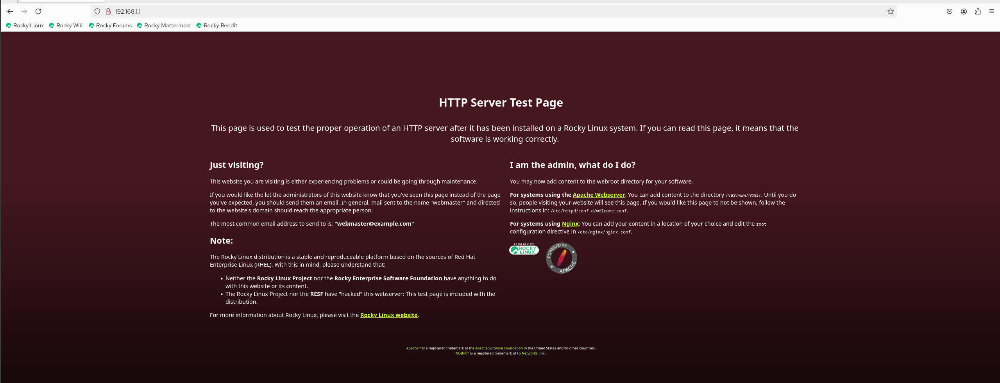 192.168.1.1
Rocky Linux Rocky Wiki Rocky Forums Rocky Mattermost Rocky Reddit
HTTP Server Test Page
This page is used to test the proper operation of an HTTP server after it has been installed on a Rocky Linux system. If you can read this page, it means that the
software is working correctly.
Just visiting?
This website you are visiting is either experiencing problems or could be going through maintenance.
If you would like the let the administrators of this website know that you've seen this page instead of the page
you've expected, you should send them an email. In general, mail sent to the name "webmaster" and directed
to the website's domain should reach the appropriate person.
The most common email address to send to is: "webmaster@example.com"
Note:
The Rocky Linux distribution is a stable and reproduceable platform based on the sources of Red Hat
Enterprise Linux (RHEL). With this in mind, please understand that:
• Neither the Rocky Linux Project nor the Rocky Enterprise Software Foundation have anything to do
with this website or its content.
• The Rocky Linux Project nor the RESF have "hacked" this webserver: This test page is included with the
distribution.
For more information about Rocky Linux, please visit the Rocky Linux website.
I am the admin, what do I do?
You may now add content to the webroot directory for your software.
For systems using the Apache Webserver: You can add content to the directory /var/www/html/. Until you do
so, people visiting your website will see this page. If you would like this page to not be shown, follow the
instructions in: /etc/httpd/conf.d/welcome.conf.
For systems using Nginx: You can add your content in a location of your choice and edit the root
configuration directive in /etc/nginx/nginx.conf.
POWERED BY
ROCKY
LINUX
POWERED BY
APACHE
Apache™ is a registered trademark of the Apache Software Foundation in the United States and/or other countries.
NGINX™ is a registered trademark of F5 Networks, Inc..